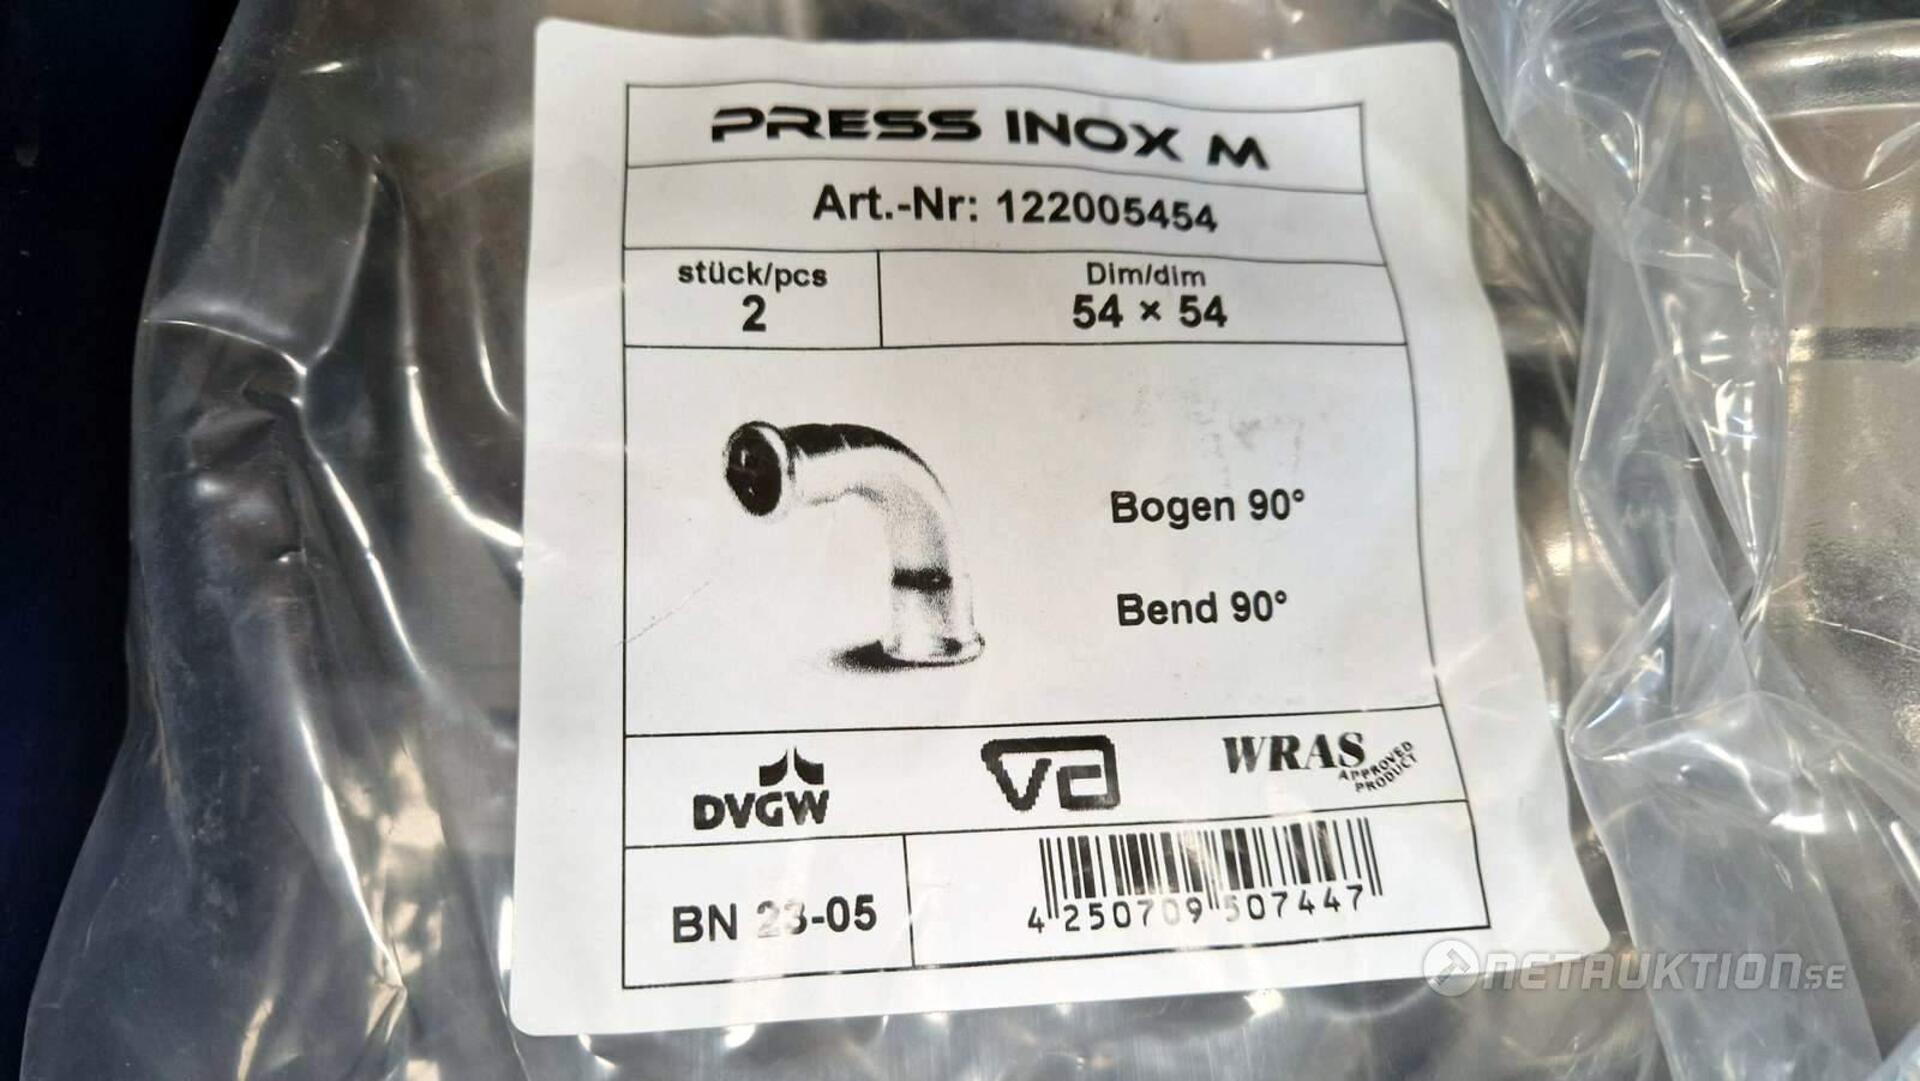 PRESS INOX M
Art.-Nr: 122005454
stück/pcs
2
Dim/dim
54 × 54
Bogen 90°
Bend 90°
DVGW
VA
WRAS
APPROVED
PRODUCT
BN 23-05
4 250709 507447
NETAUKTION.SE